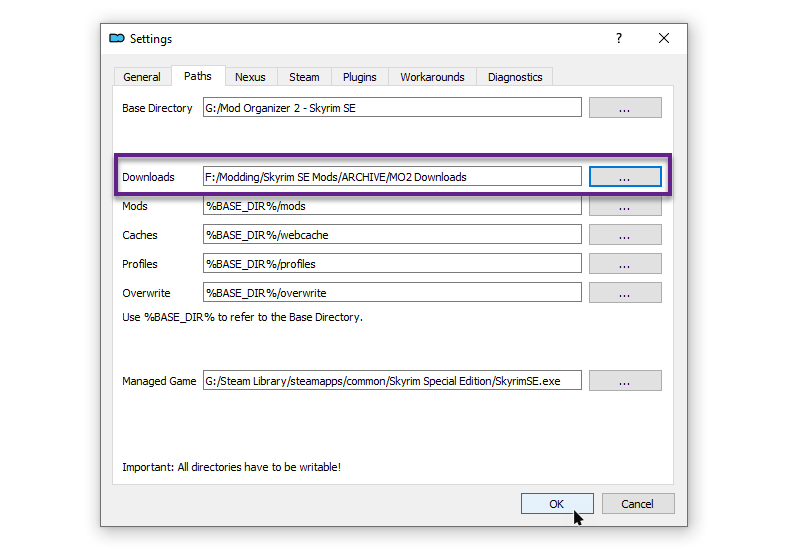 Settings
?
General Paths Nexus Steam Plugins Workarounds Diagnostics
Base Directory G:/Mod Organizer 2 - Skyrim SE ...
Downloads F:/Modding/Skyrim SE Mods/ARCHIVE/MO2 Downloads ...
Mods %BASE_DIR%/mods ...
Caches %BASE_DIR%/webcache ...
Profiles %BASE_DIR%/profiles ...
Overwrite %BASE_DIR%/overwrite ...
Use %BASE_DIR% to refer to the Base Directory.
Managed Game G:/Steam Library/steamapps/common/Skyrim Special Edition/SkyrimSE.exe ...
Important: All directories have to be writable!
OK Cancel